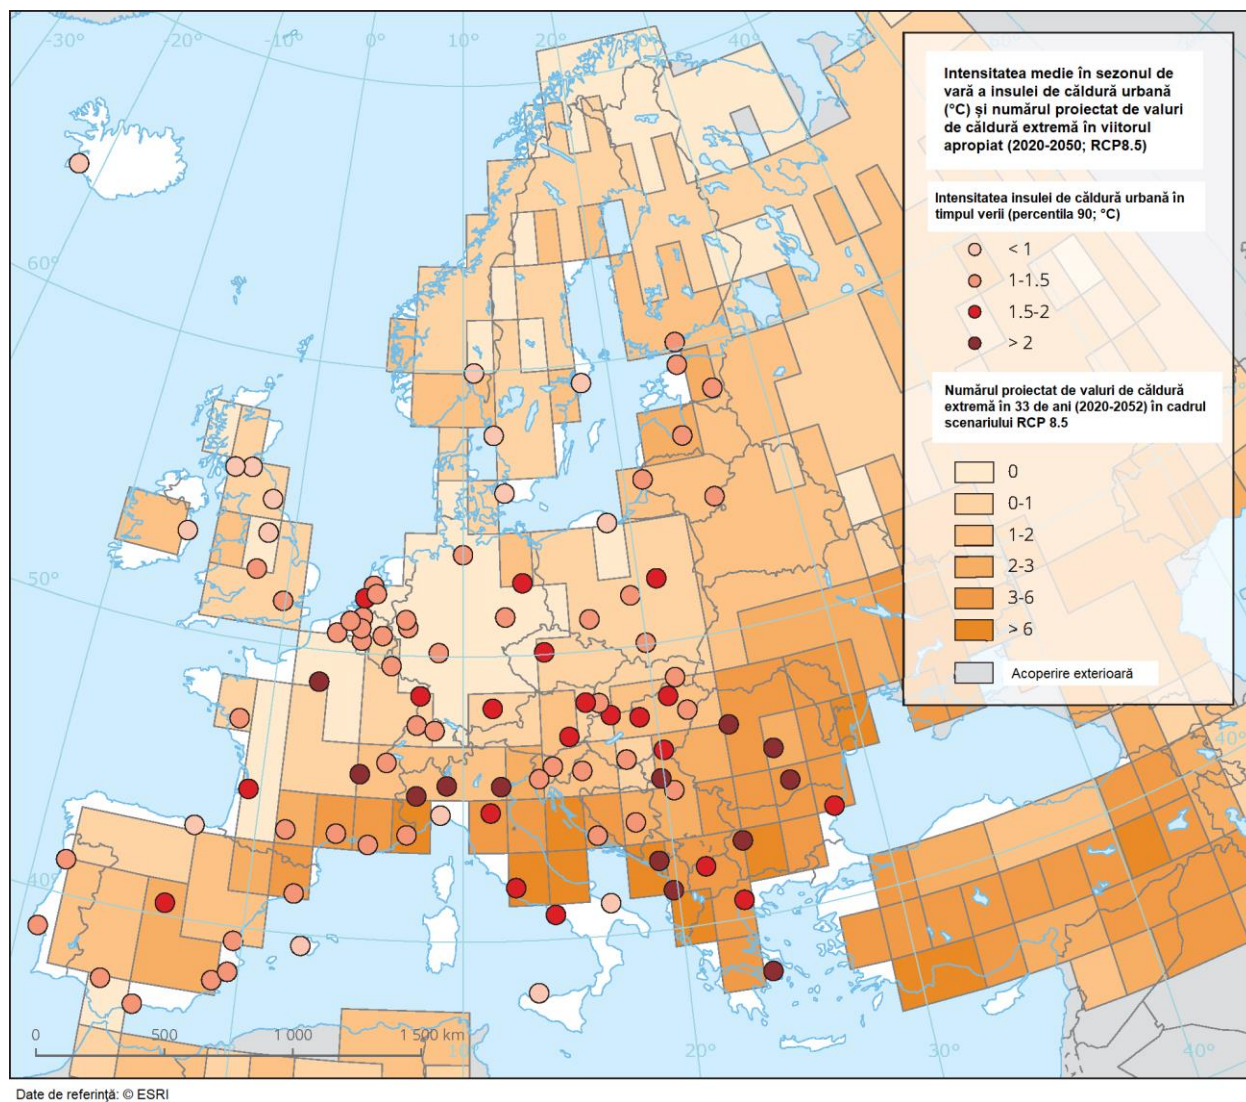 -30°
-20°
-10°
0°
10°
20°
30°
40°
50°
60°
50°
40°
40°
10°
20°
30°
40°
Intensitatea medie în sezonul de
vară a insulei de căldură urbană
(°C) și numărul proiectat de valuri
de căldură extremă în viitorul
apropiat (2020-2050; RCP8.5)
Intensitatea insulei de căldură urbană în
timpul verii (percentila 90; °C)
< 1
1-1.5
1.5-2
> 2
Numărul proiectat de valuri de căldură
extremă în 33 de ani (2020-2052) în cadrul
scenariului RCP 8.5
0
0-1
1-2
2-3
3-6
> 6
Acoperire exterioară
0 500 1 000 1 500 km
Date de referință: © ESRI